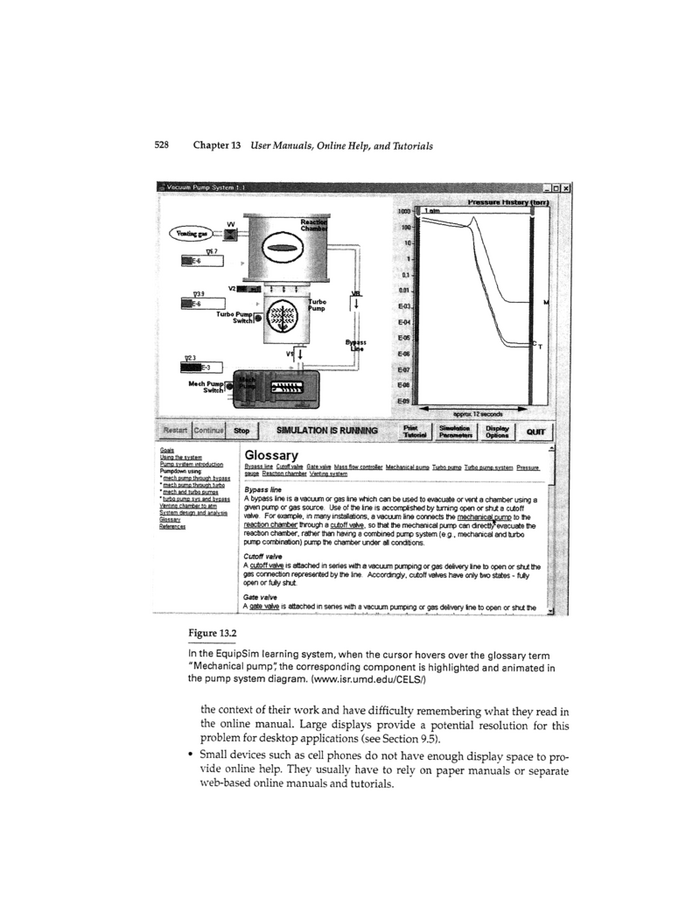 528 Chapter 13 User Manuals, Online Help, and Tutorials
Vacuum Pump System 1.1
Pressure History (torr)
1 atm
1000
100
10
1
0.1
0.01
E-03
E-04
E-05
E-06
E-07
E-08
E-09
M
C
T
approx. 12 seconds
Venting gas
VV
Reaction
Chamber
E-6
V2
3.9
E-6
Turbo
Pump
Turbo Pump
Switch
VB
Bypass
Line
V1
2.3
E-3
Mech Pump
Switch
Mech
Pump
Restart Continue Stop SIMULATION IS RUNNING Print Tutorial Simulation Parameters Display Options QUIT
Goals
Using the system
Pump system introduction
Pumpdown using:
* mech pump through bypass
* mech pump through turbo
* mech and turbo pumps
* turbo pump sys and bypass
Venting chamber to atm
System design and analysis
Glossary
References
Glossary
Bypass line Cutoff valve Gate valve Mass flow controller Mechanical pump Turbo pump Turbo pump system Pressure
gauge Reaction chamber Venting system
Bypass line
A bypass line is a vacuum or gas line which can be used to evacuate or vent a chamber using a
given pump or gas source. Use of the line is accomplished by turning open or shut a cutoff
valve. For example, in many installations, a vacuum line connects the mechanical pump to the
reaction chamber through a cutoff valve, so that the mechanical pump can directly evacuate the
reaction chamber, rather than having a combined pump system (e.g., mechanical and turbo
pump combination) pump the chamber under all conditions.
Cutoff valve
A cutoff valve is attached in series with a vacuum pumping or gas delivery line to open or shut the
gas connection represented by the line. Accordingly, cutoff valves have only two states - fully
open or fully shut.
Gate valve
A gate valve is attached in series with a vacuum pumping or gas delivery line to open or shut the
Figure 13.2
In the EquipSim learning system, when the cursor hovers over the glossary term
"Mechanical pump", the corresponding component is highlighted and animated in
the pump system diagram. (www.isr.umd.edu/CELS/)
the context of their work and have difficulty remembering what they read in
the online manual. Large displays provide a potential resolution for this
problem for desktop applications (see Section 9.5).
• Small devices such as cell phones do not have enough display space to pro-
vide online help. They usually have to rely on paper manuals or separate
web-based online manuals and tutorials.